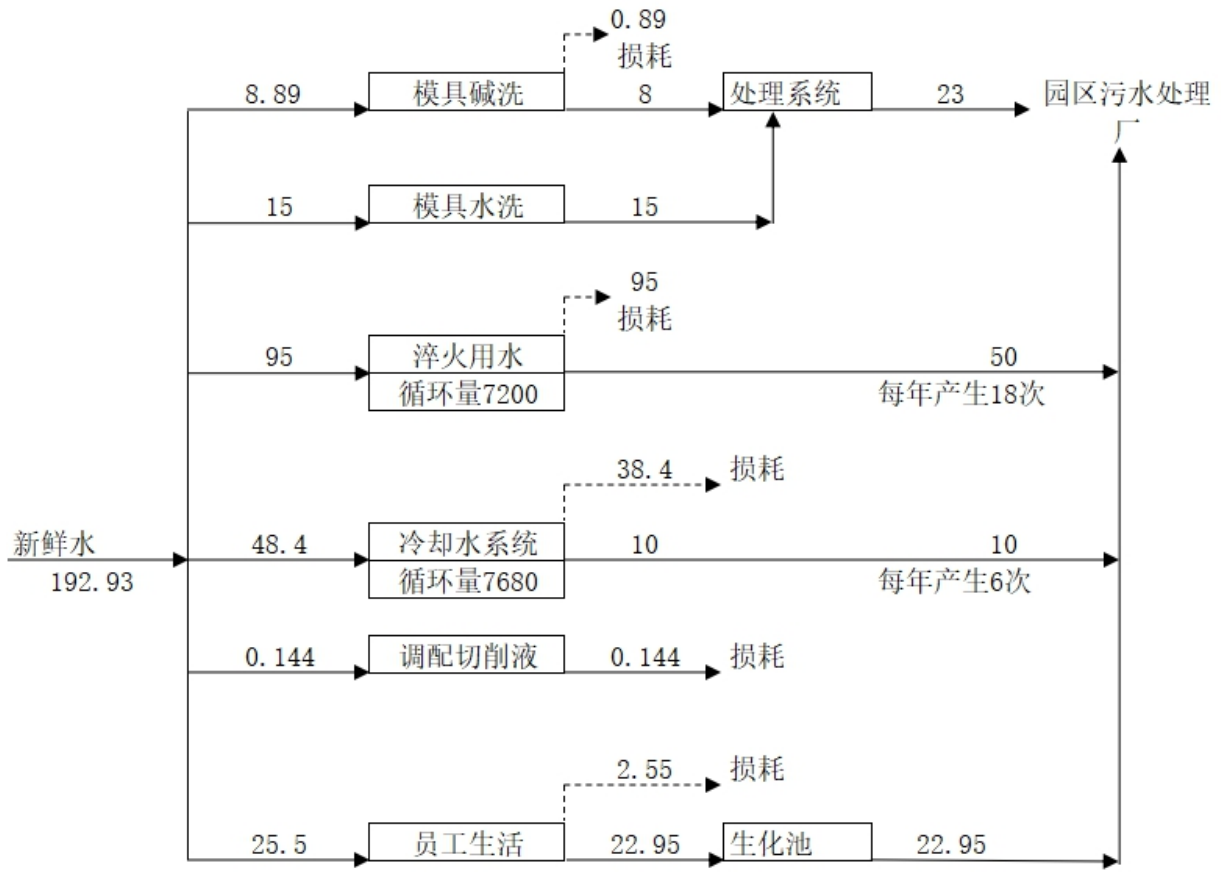 0.89
损耗
8.89
模具碱洗
8
处理系统
23
园区污水处理
厂
15
模具水洗
15
95
损耗
95
淬火用水
循环量7200
50
每年产生18次
38.4
损耗
新鲜水
192.93
48.4
冷却水系统
循环量7680
10
10
每年产生6次
0.144
调配切削液
0.144
损耗
2.55
损耗
25.5
员工生活
22.95
生化池
22.95